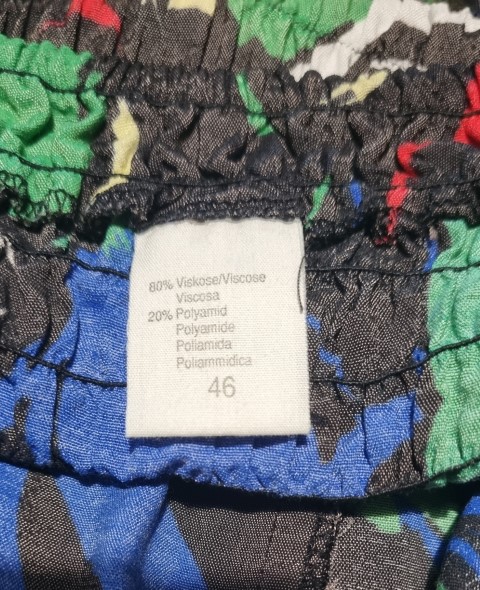 80% Viskose/Viscose
Viscosa
20% Polyamid
Polyamide
Poliamida
Poliammidica
46